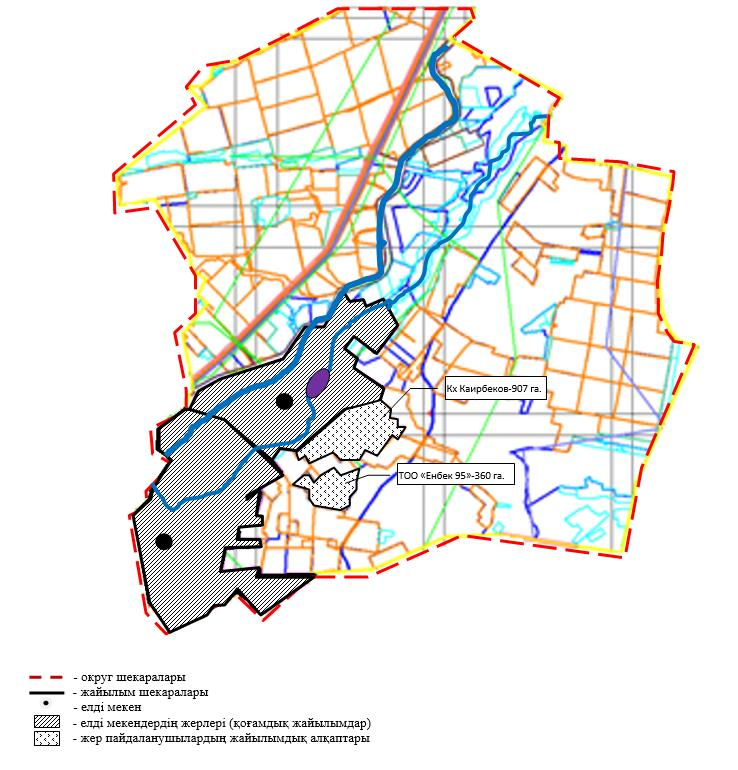 Кх Каирбеков-907 га.
ТОО «Енбек 95»-360 га.
- округ шекаралары
- жайылым шекаралары
- елді мекен
- елді мекендердің жерлері (қоғамдық жайылымдар)
- жер пайдаланушылардың жайылымдық алқаптары